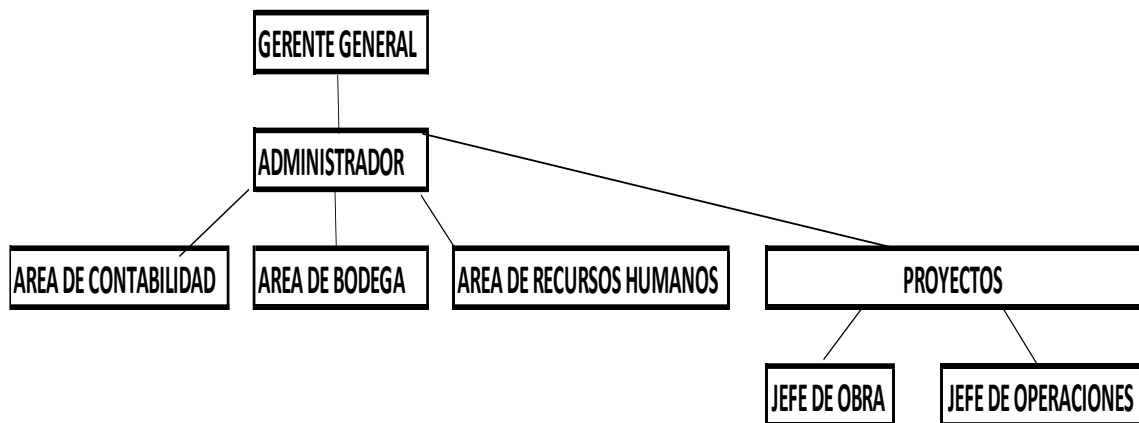 GERENTE GENERAL
ADMINISTRADOR
AREA DE CONTABILIDAD
AREA DE BODEGA
AREA DE RECURSOS HUMANOS
PROYECTOS
JEFE DE OBRA
JEFE DE OPERACIONES